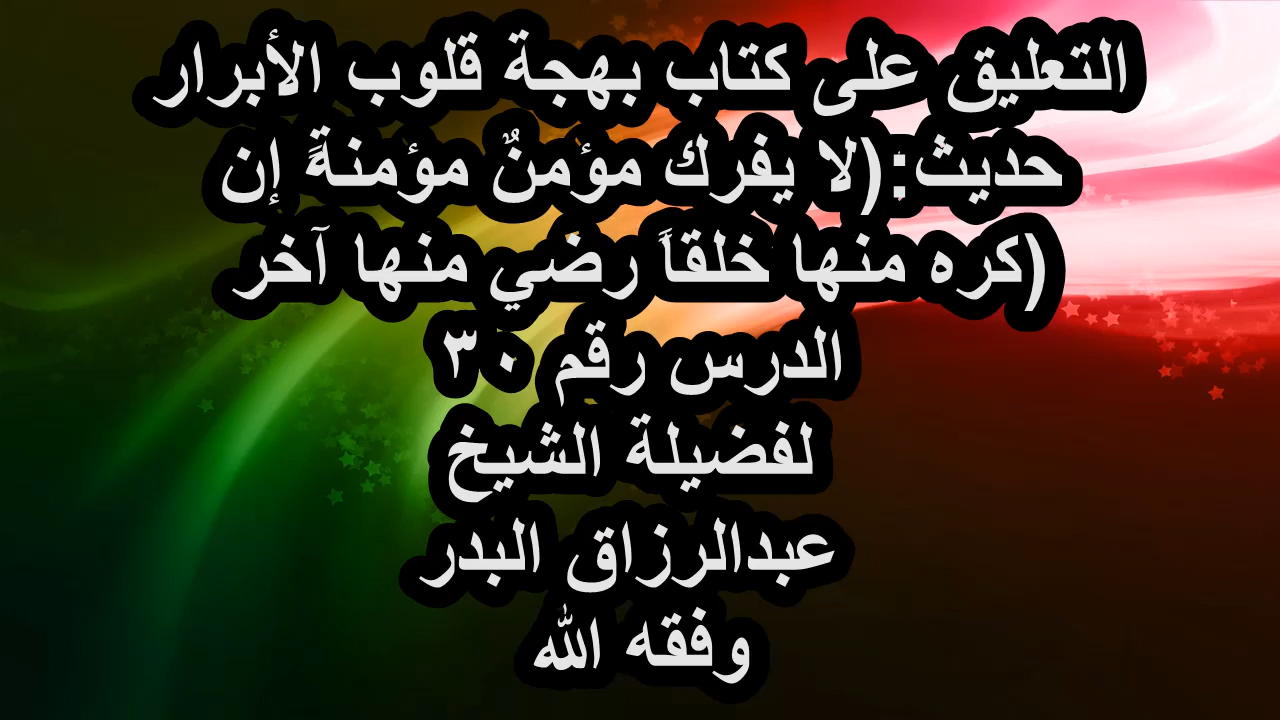 التعليق على كتاب بهجة قلوب الأبرار
حديث:(لا يفرك مؤمنٌ مؤمنةً إن
كره منها خلقاً رضي منها آخر)
الدرس رقم ٣٠
لفضيلة الشيخ
عبدالرزاق البدر
وفقه الله